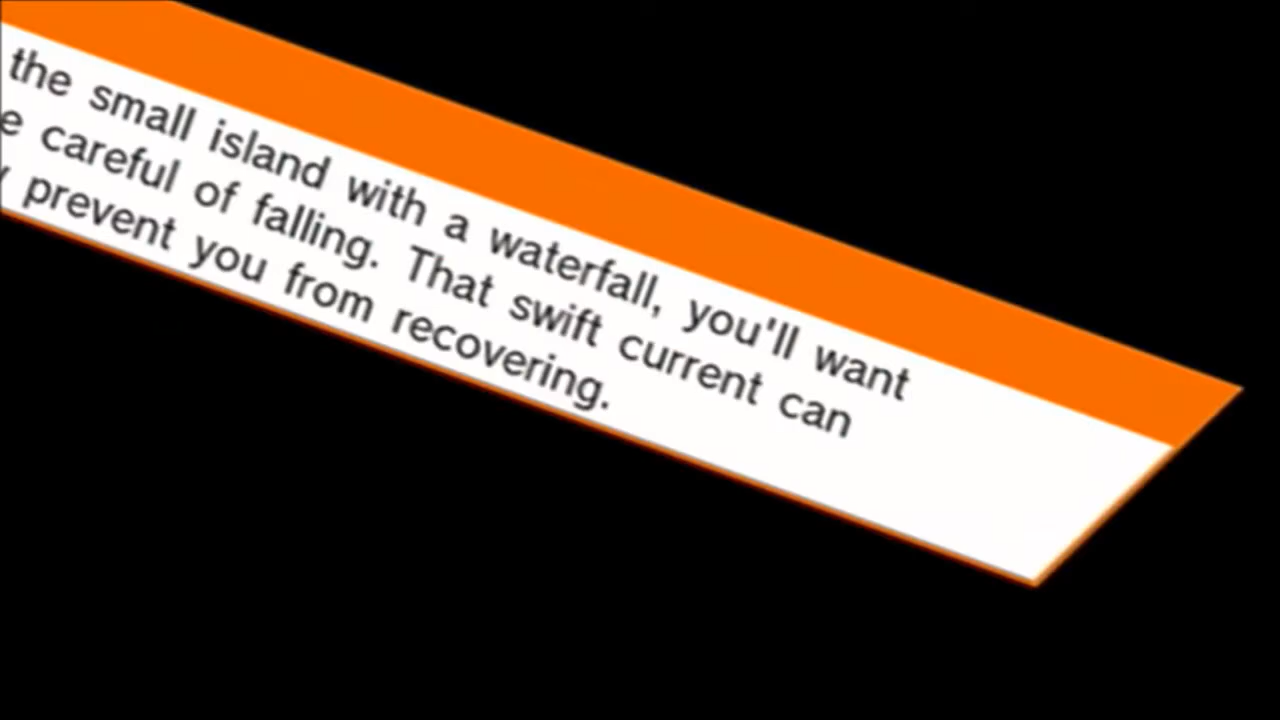 the small island with a waterfall, you'll want
careful of falling. That swift current can
prevent you from recovering.